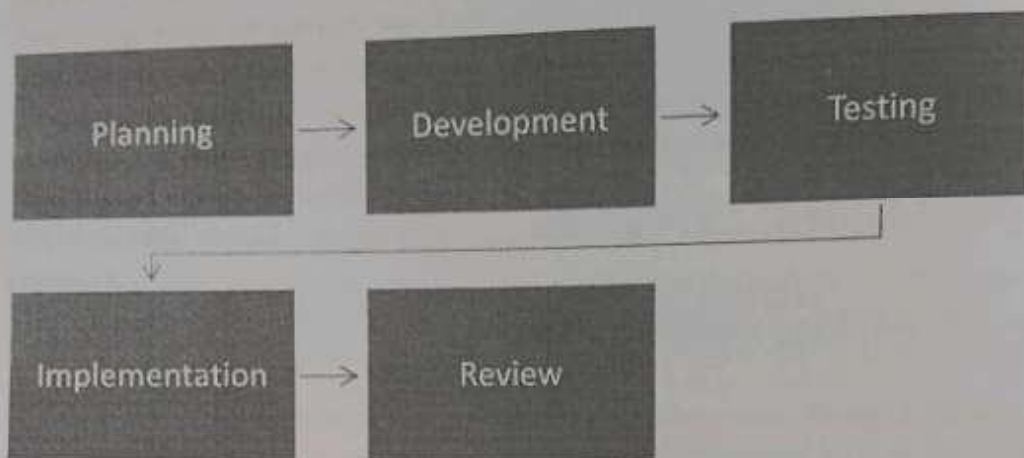 Planning
Development
Testing
Implementation
Review